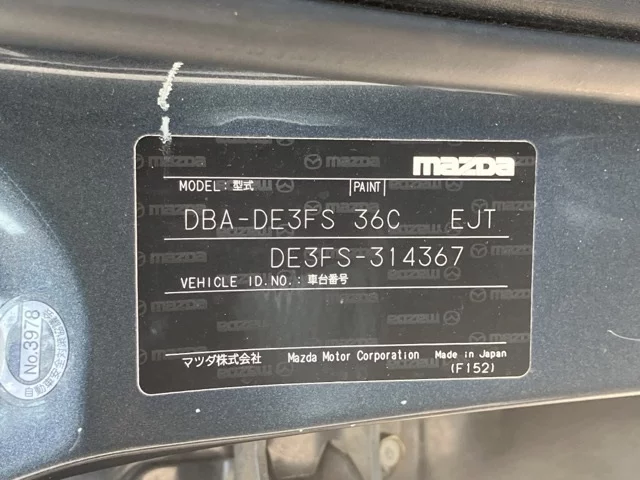 mazda
MODEL:型式 PAINT
DBA-DE3FS 36C EJT
DE3FS-314367
VEHICLE ID.NO.:車台番号
マツダ株式会社 Mazda Motor Corporation Made in Japan
(F152)
No.3978